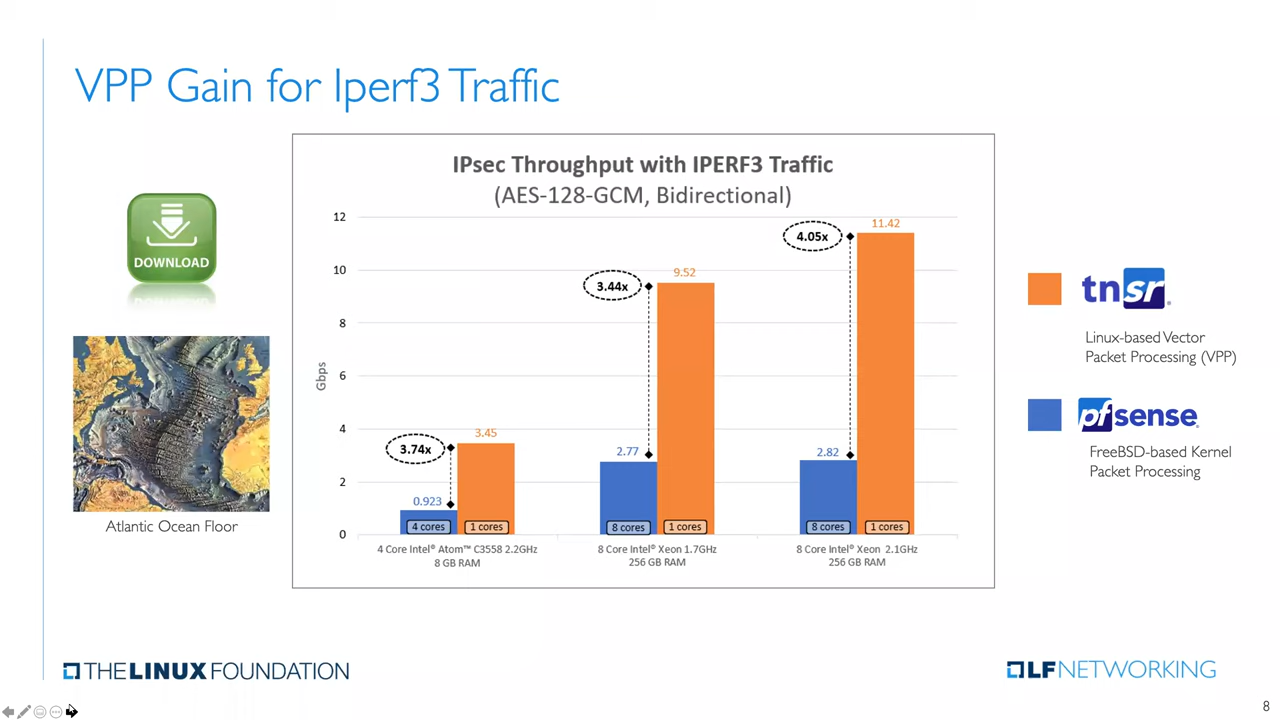 VPP Gain for Iperf3 Traffic
DOWNLOAD
Atlantic Ocean Floor
IPsec Throughput with IPERF3 Traffic
(AES-128-GCM, Bidirectional)
Gbps
12
10
8
6
4
2
0
3.74x
0.923
3.45
4 cores
1 cores
3.44x
2.77
9.52
8 cores
1 cores
4.05x
2.82
11.42
8 cores
1 cores
4 Core Intel® Atom™ C3558 2.2GHz
8 GB RAM
8 Core Intel® Xeon 1.7GHz
256 GB RAM
8 Core Intel® Xeon 2.1GHz
256 GB RAM
tnsr®
Linux-based Vector
Packet Processing (VPP)
pfsense®
FreeBSD-based Kernel
Packet Processing
THE LINUX FOUNDATION
LFNETWORKING
8